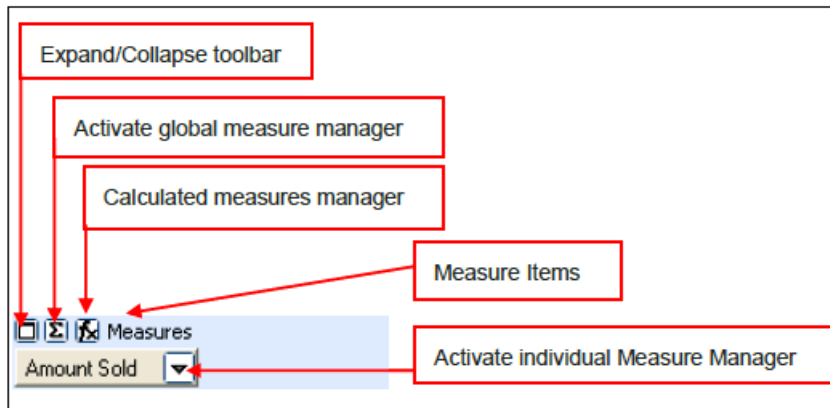 Expand/Collapse toolbar
Activate global measure manager
Calculated measures manager
Measure Items
Σ fx Measures
Amount Sold
Activate individual Measure Manager